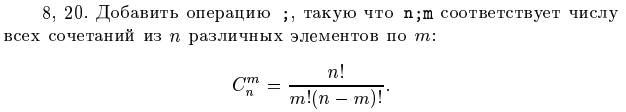 8, 20. Добавить операцию ;, такую что n;m соответствует числу
всех сочетаний из n различных элементов по m:
C_n^m = n! / m!(n − m)!.